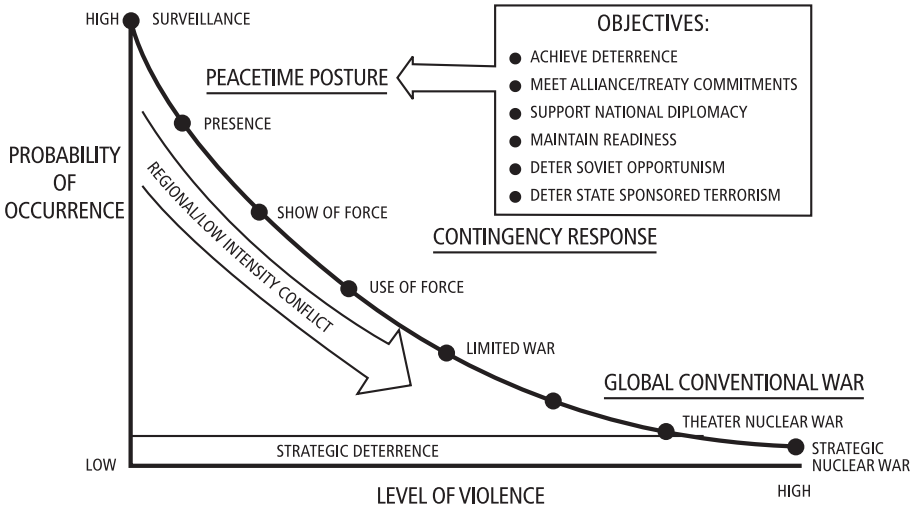 HIGH
SURVEILLANCE
OBJECTIVES:
ACHIEVE DETERRENCE
MEET ALLIANCE/TREATY COMMITMENTS
SUPPORT NATIONAL DIPLOMACY
MAINTAIN READINESS
DETER SOVIET OPPORTUNISM
DETER STATE SPONSORED TERRORISM
PEACETIME POSTURE
PRESENCE
PROBABILITY
OF
OCCURRENCE
REGIONAL/LOW INTENSITY CONFLICT
SHOW OF FORCE
CONTINGENCY RESPONSE
USE OF FORCE
LIMITED WAR
GLOBAL CONVENTIONAL WAR
THEATER NUCLEAR WAR
STRATEGIC DETERRENCE
STRATEGIC
NUCLEAR WAR
LOW
LEVEL OF VIOLENCE
HIGH